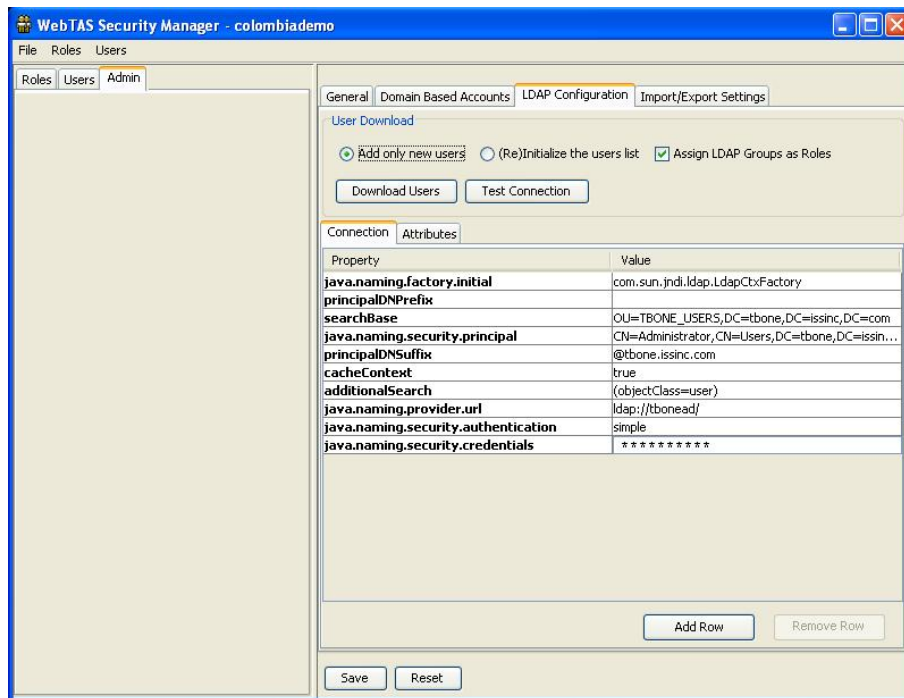 WebTAS Security Manager - colombiademo
File Roles Users
Roles Users Admin
General Domain Based Accounts LDAP Configuration Import/Export Settings
User Download
Add only new users (Re)Initialize the users list Assign LDAP Groups as Roles
Download Users Test Connection
Connection Attributes
Property Value
java.naming.factory.initial com.sun.jndi.ldap.LdapCtxFactory
principalDNPrefix
searchBase OU=TBONE_USERS,DC=tbone,DC=issinc,DC=com
java.naming.security.principal CN=Administrator,CN=Users,DC=tbone,DC=issin...
principalDNSuffix @tbone.issinc.com
cacheContext true
additionalSearch (objectClass=user)
java.naming.provider.url ldap://tbonead/
java.naming.security.authentication simple
java.naming.security.credentials * * * * * * * * * *
Add Row Remove Row
Save Reset